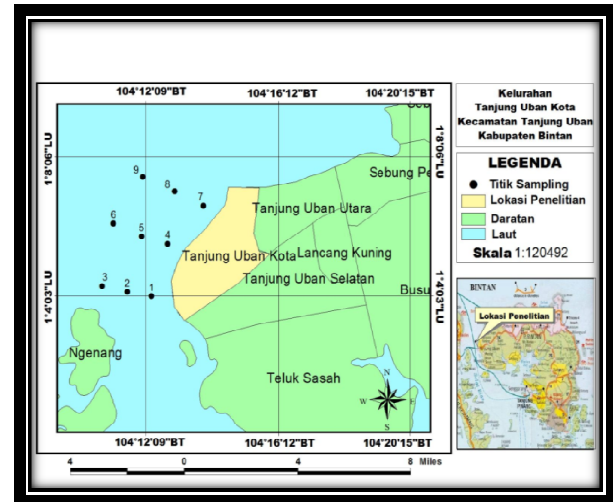 104°12'09"BT 104°16'12"BT 104°20'15"BT
1°8'06"LU
1°8'06"LU
9
8
7
6
5
4
3
2
1
Sebung Pe
Tanjung Uban Utara
Tanjung Uban Kota
Lancang Kuning
Tanjung Uban Selatan
Busu
1°4'03"LU
1°4'03"LU
Ngenang
Teluk Sasah
N
W E
S
104°12'09"BT 104°16'12"BT 104°20'15"BT
4 0 4 8 Miles
Kelurahan
Tanjung Uban Kota
Kecamatan Tanjung Uban
Kabupaten Bintan
LEGENDA
Titik Sampling
Lokasi Penelitian
Daratan
Laut
Skala 1:120492
BINTAN
Lokasi Penelitian